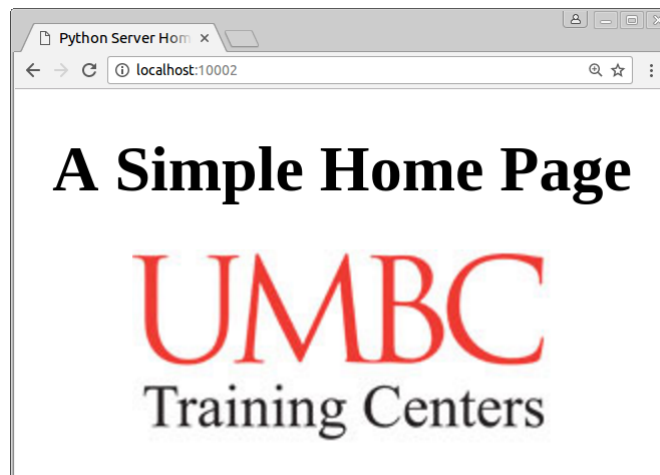 Python Server Hom
localhost:10002
A Simple Home Page
UMBC
Training Centers